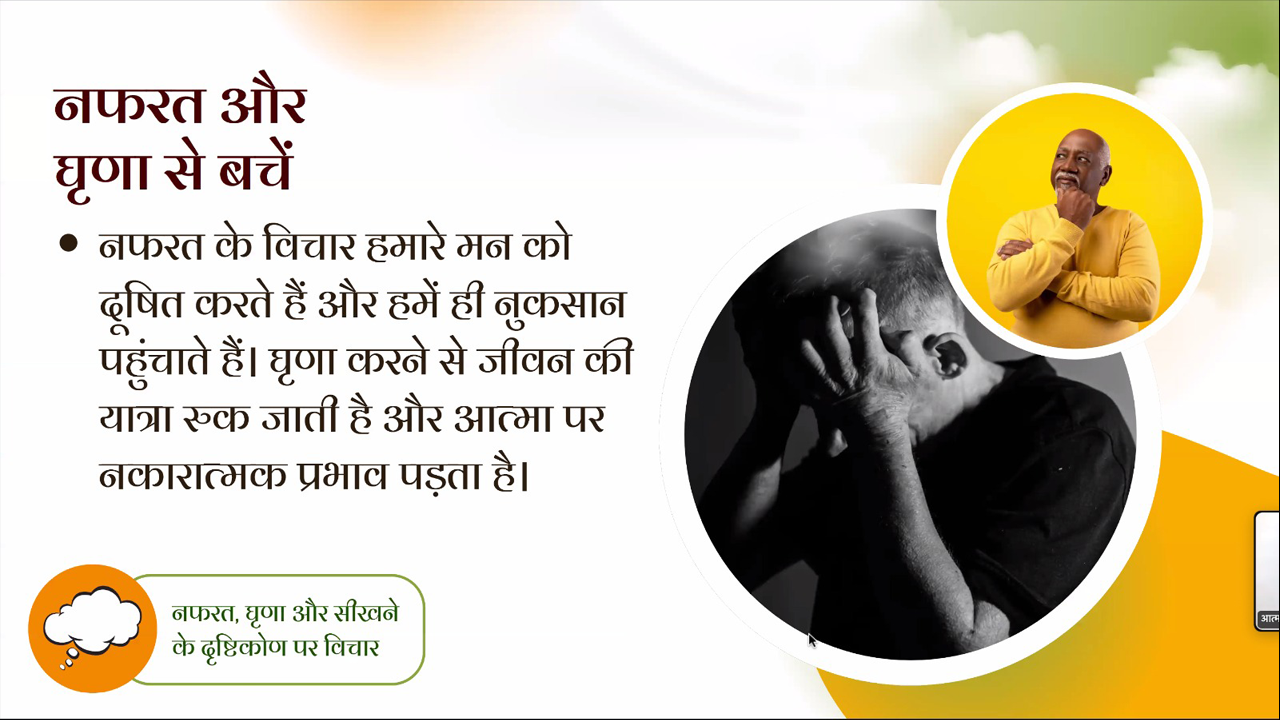 नफरत और
घृणा से बचें
• नफरत के विचार हमारे मन को
दूषित करते हैं और हमें ही नुकसान
पहुंचाते हैं। घृणा करने से जीवन की
यात्रा रुक जाती है और आत्मा पर
नकारात्मक प्रभाव पड़ता है।
नफरत, घृणा और सीखने
के दृष्टिकोण पर विचार